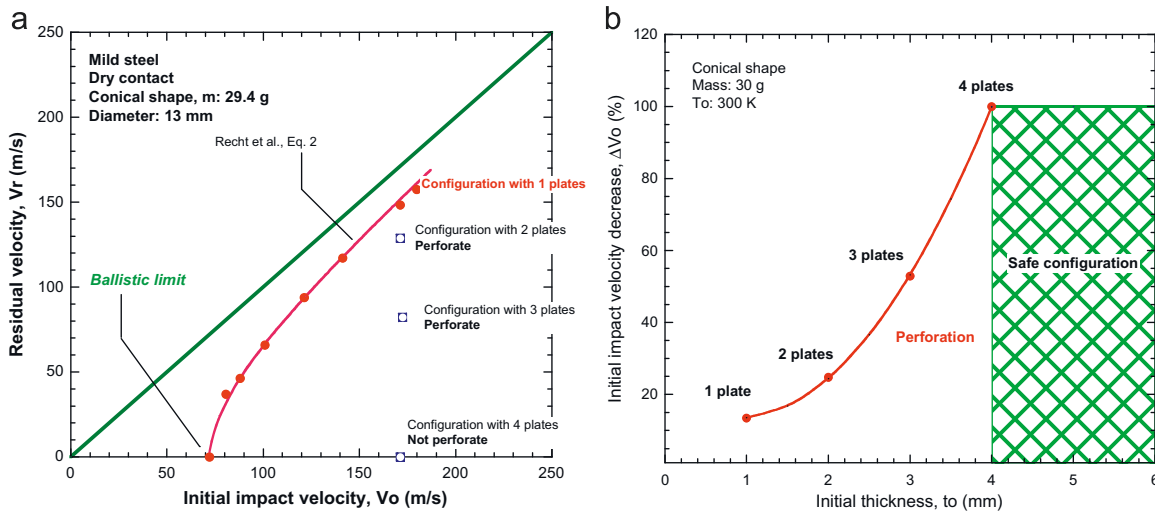 a
250
200
150
100
50
0
Residual velocity, Vr (m/s)
Mild steel
Dry contact
Conical shape, m: 29.4 g
Diameter: 13 mm
Recht et al., Eq. 2
Configuration with 1 plates
Configuration with 2 plates
Perforate
Ballistic limit
Configuration with 3 plates
Perforate
Configuration with 4 plates
Not perforate
0 50 100 150 200 250
Initial impact velocity, Vo (m/s)
b
120
100
80
60
40
20
Initial impact velocity decrease, ΔVo (%)
Conical shape
Mass: 30 g
To: 300 K
4 plates
3 plates
Safe configuration
Perforation
2 plates
1 plate
0 1 2 3 4 5 6
Initial thickness, to (mm)